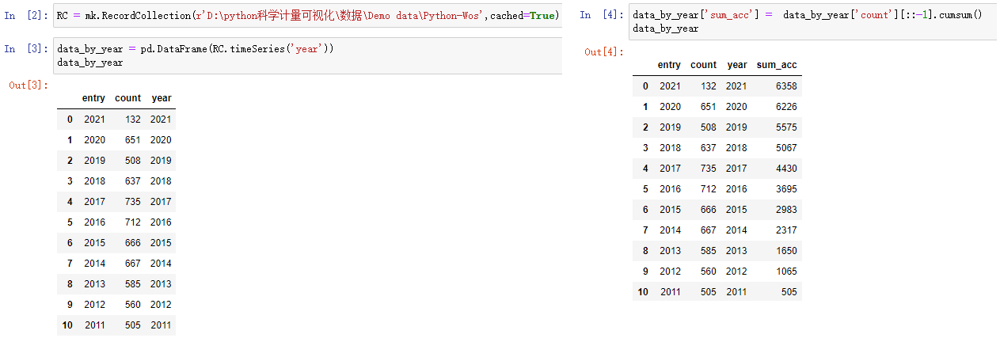 In [2]: RC = mk.RecordCollection(r'D:\python科学计量可视化\数据\Demo data\Python-Wos',cached=True)
In [3]: data_by_year = pd.DataFrame(RC.timeSeries('year'))
data_by_year
Out[3]:
entry count year
0 2021 132 2021
1 2020 651 2020
2 2019 508 2019
3 2018 637 2018
4 2017 735 2017
5 2016 712 2016
6 2015 666 2015
7 2014 667 2014
8 2013 585 2013
9 2012 560 2012
10 2011 505 2011
In [4]: data_by_year['sum_acc'] = data_by_year['count'][::-1].cumsum()
data_by_year
Out[4]:
entry count year sum_acc
0 2021 132 2021 6358
1 2020 651 2020 6226
2 2019 508 2019 5575
3 2018 637 2018 5067
4 2017 735 2017 4430
5 2016 712 2016 3695
6 2015 666 2015 2983
7 2014 667 2014 2317
8 2013 585 2013 1650
9 2012 560 2012 1065
10 2011 505 2011 505